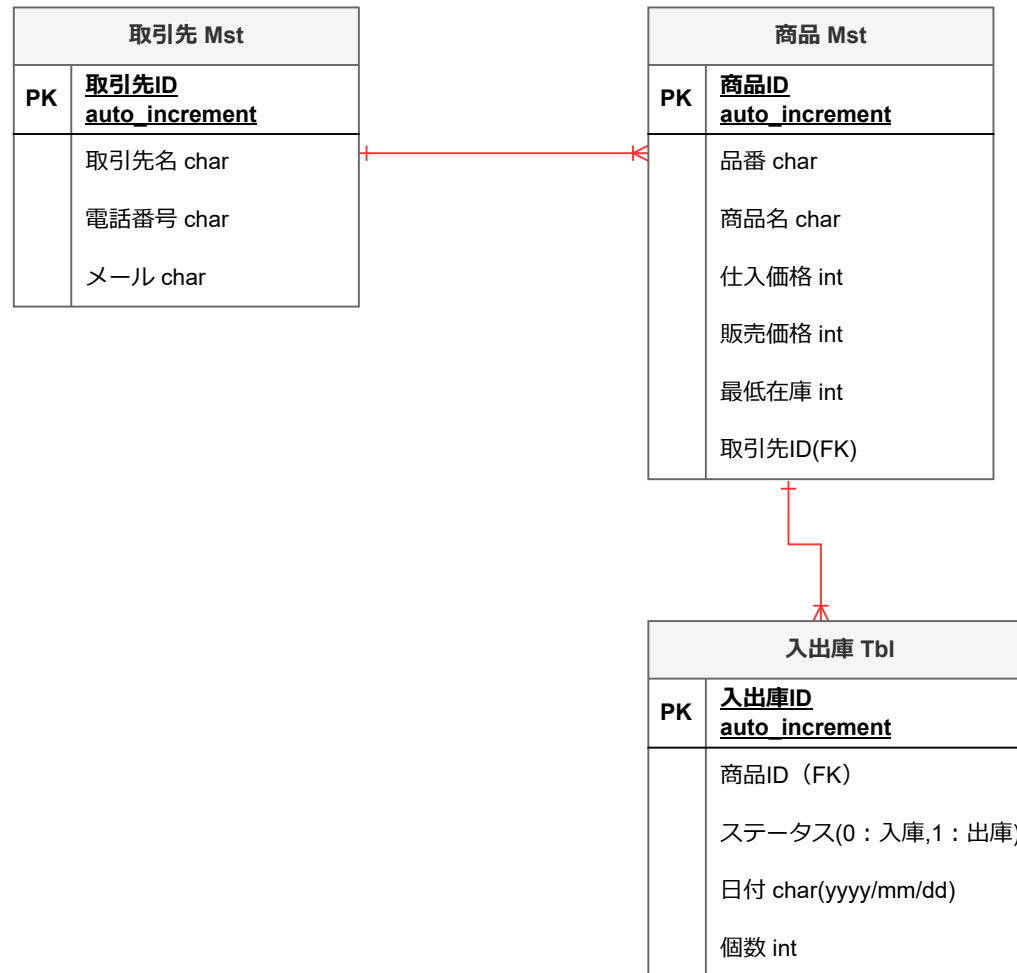 取引先 Mst
PK
取引先ID
auto_increment
取引先名 char
電話番号 char
メール char
商品 Mst
PK
商品ID
auto_increment
品番 char
商品名 char
仕入価格 int
販売価格 int
最低在庫 int
取引先ID(FK)
入出庫 Tbl
PK
入出庫ID
auto_increment
商品ID（FK）
ステータス(0：入庫,1：出庫)
日付 char(yyyy/mm/dd)
個数 int